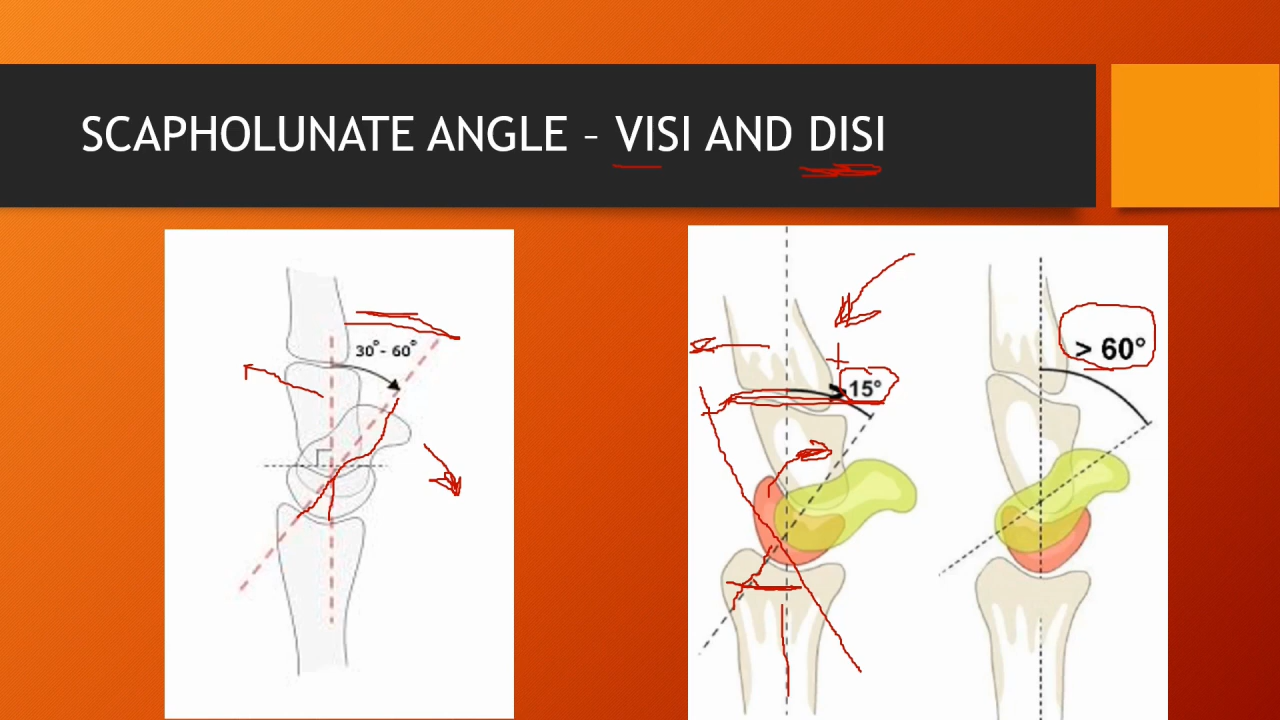 SCAPHOLUNATE ANGLE – VISI AND DISI
30°- 60°
15°
> 60°